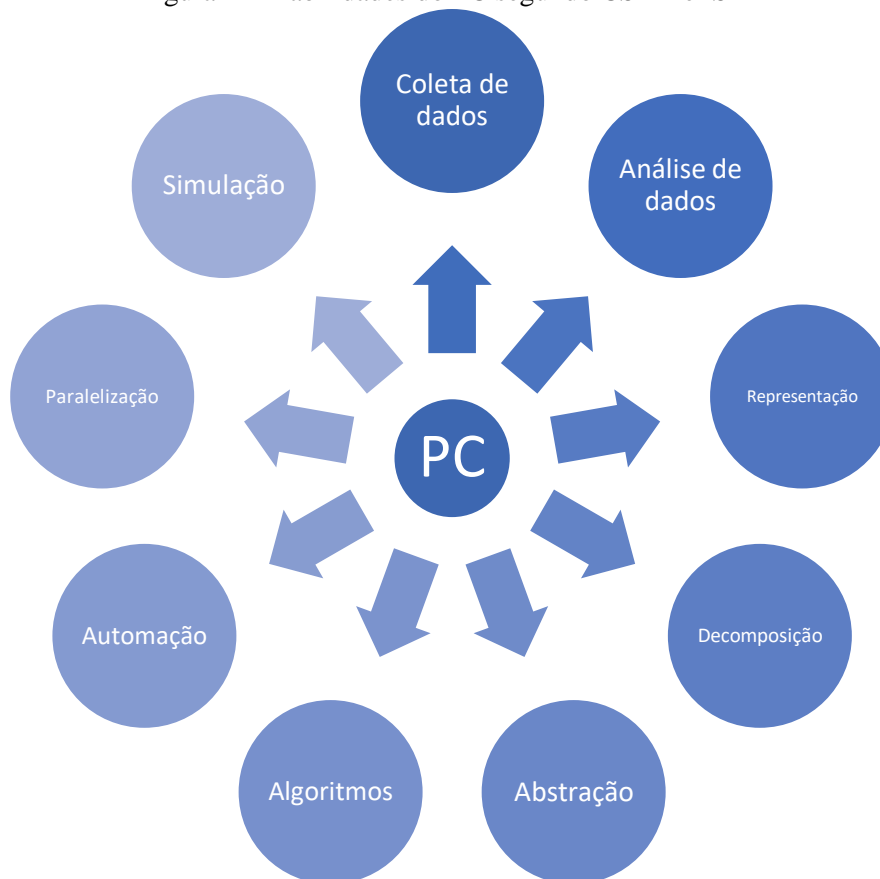 Coleta de
dados
Análise de
dados
Simulação
Representação
Paralelização
PC
Decomposição
Automação
Abstração
Algoritmos